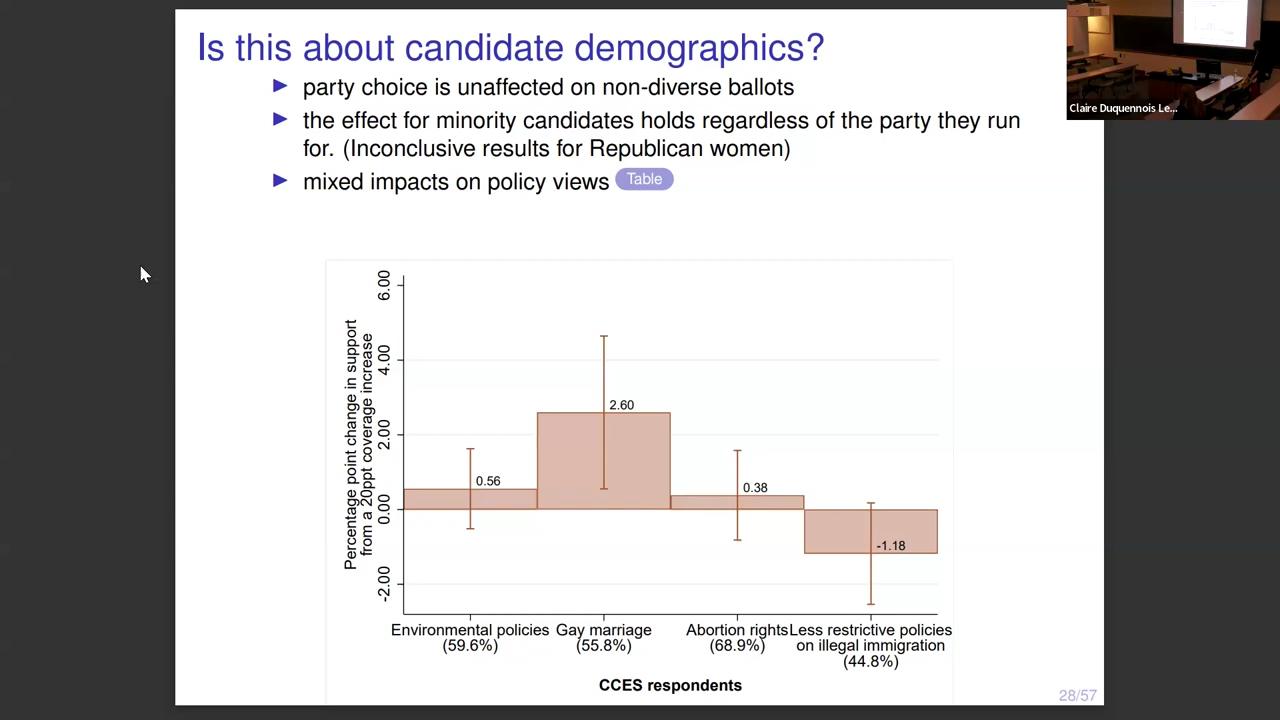 Is this about candidate demographics?
party choice is unaffected on non-diverse ballots
the effect for minority candidates holds regardless of the party they run
for. (Inconclusive results for Republican women)
mixed impacts on policy views Table
Claire Duquennois Le...
Percentage point change in support
from a 20ppt coverage increase
6.00
4.00
2.00
0.00
-2.00
0.56
2.60
0.38
-1.18
Environmental policies
(59.6%)
Gay marriage
(55.8%)
Abortion rights
(68.9%)
Less restrictive policies
on illegal immigration
(44.8%)
CCES respondents
28/57